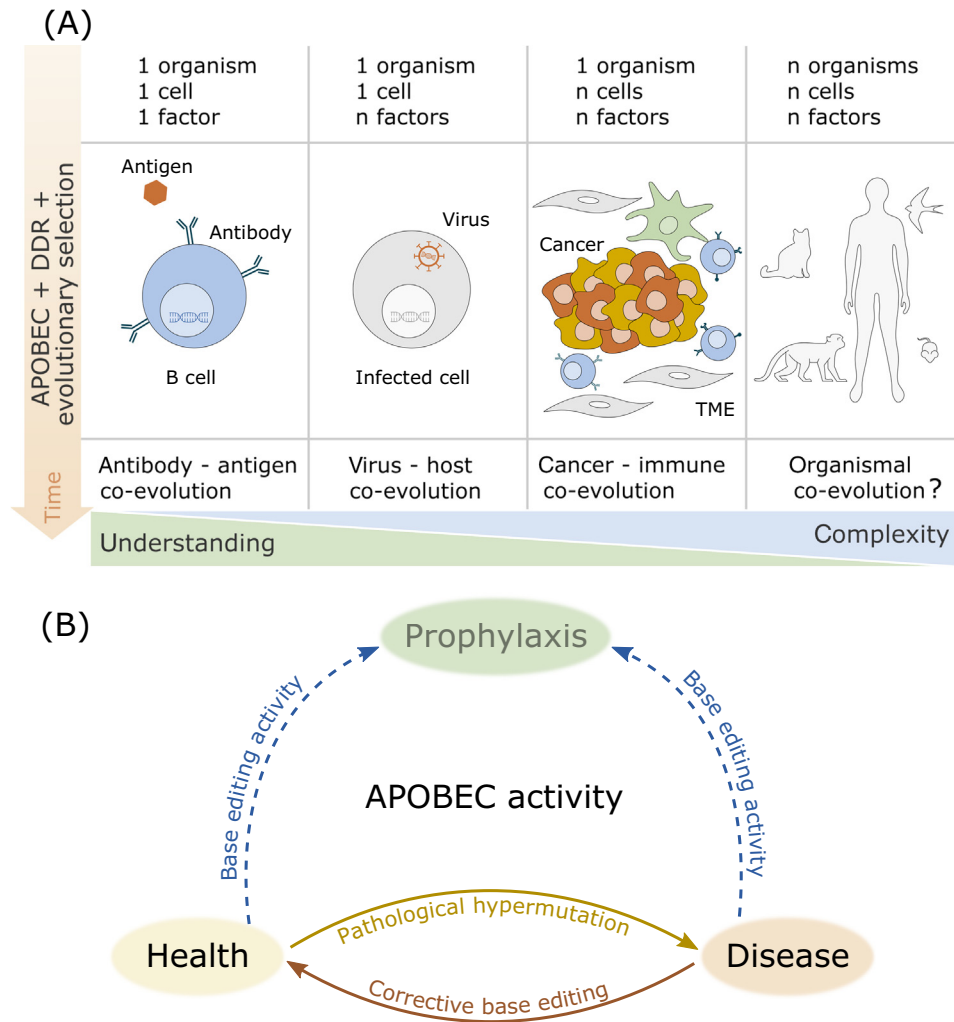 (A)
1 organism
1 cell
1 factor
1 organism
1 cell
n factors
1 organism
n cells
n factors
n organisms
n cells
n factors
APOBEC + DDR +
evolutionary selection
Time
Antigen
Antibody
B cell
Virus
Infected cell
Cancer
TME
Antibody - antigen
co-evolution
Virus - host
co-evolution
Cancer - immune
co-evolution
Organismal
co-evolution?
Understanding
Complexity
(B)
Prophylaxis
Base editing activity
Base editing activity
APOBEC activity
Pathological hypermutation
Health
Disease
Corrective base editing